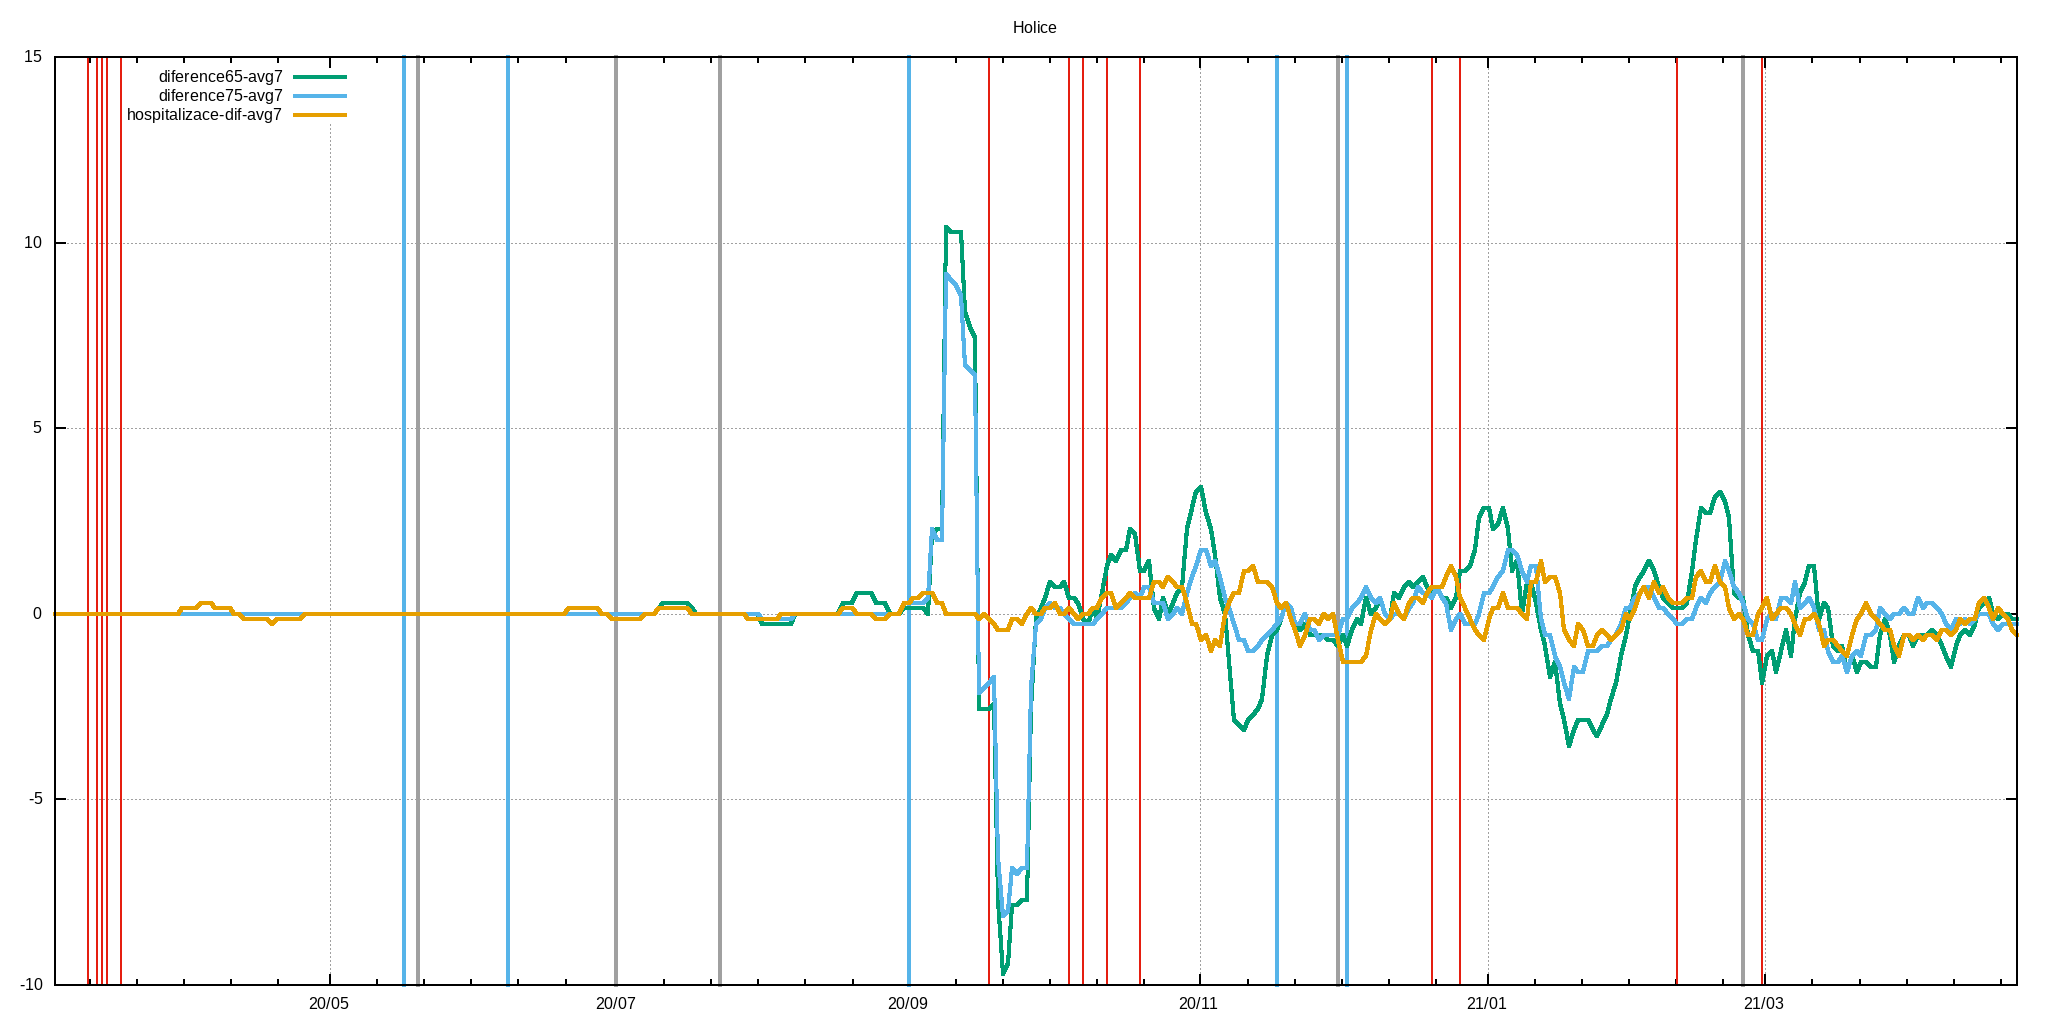 Holice
15
diference65-avg7
diference75-avg7
hospitalizace-dif-avg7
10
5
0
-5
-10
20/05 20/07 20/09 20/11 21/01 21/03